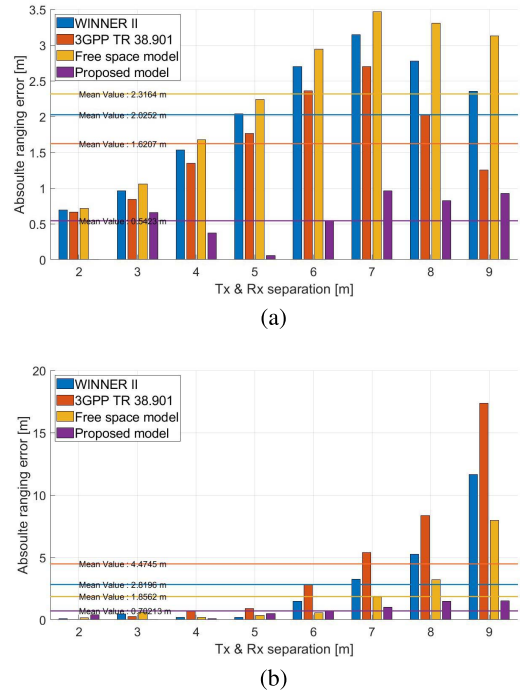 3.5
3
2.5
2
1.5
1
0.5
0
Absoulte ranging error [m]
WINNER II
3GPP TR 38.901
Free space model
Proposed model
Mean Value : 2.3164 m
Mean Value : 2.0252 m
Mean Value : 1.6207 m
Mean Value : 0.5423 m
2 3 4 5 6 7 8 9
Tx & Rx separation [m]
(a)
20
15
10
5
0
Absoulte ranging error [m]
WINNER II
3GPP TR 38.901
Free space model
Proposed model
Mean Value : 4.4745 m
Mean Value : 2.8196 m
Mean Value : 1.8562 m
Mean Value : 0.79213 m
2 3 4 5 6 7 8 9
Tx & Rx separation [m]
(b)